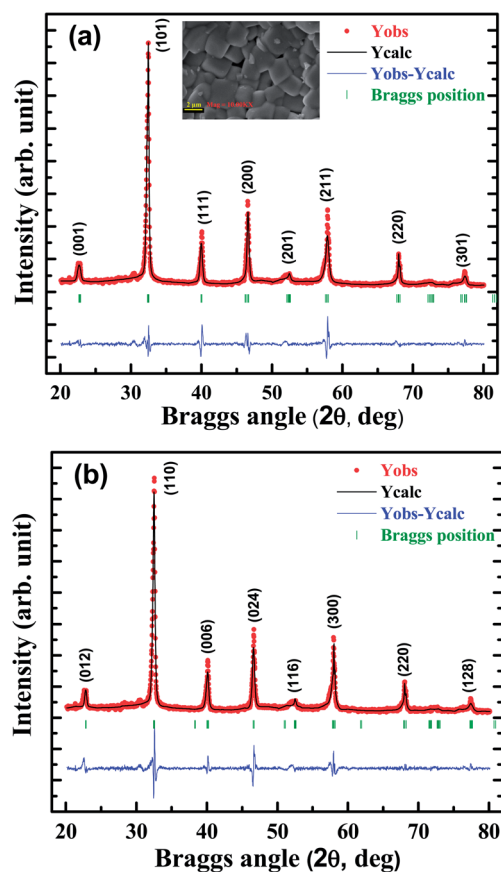 (a)
Yobs
Ycalc
Yobs-Ycalc
Braggs position
(101)
2 µm
(001)
(111)
(200)
(201)
(211)
(220)
(301)
Intensity (arb. unit)
20 30 40 50 60 70 80
Braggs angle (2θ, deg)
(b)
Yobs
Ycalc
Yobs-Ycalc
Braggs position
(110)
(012)
(006)
(024)
(116)
(300)
(220)
(128)
Intensity (arb. unit)
20 30 40 50 60 70 80
Braggs angle (2θ, deg)